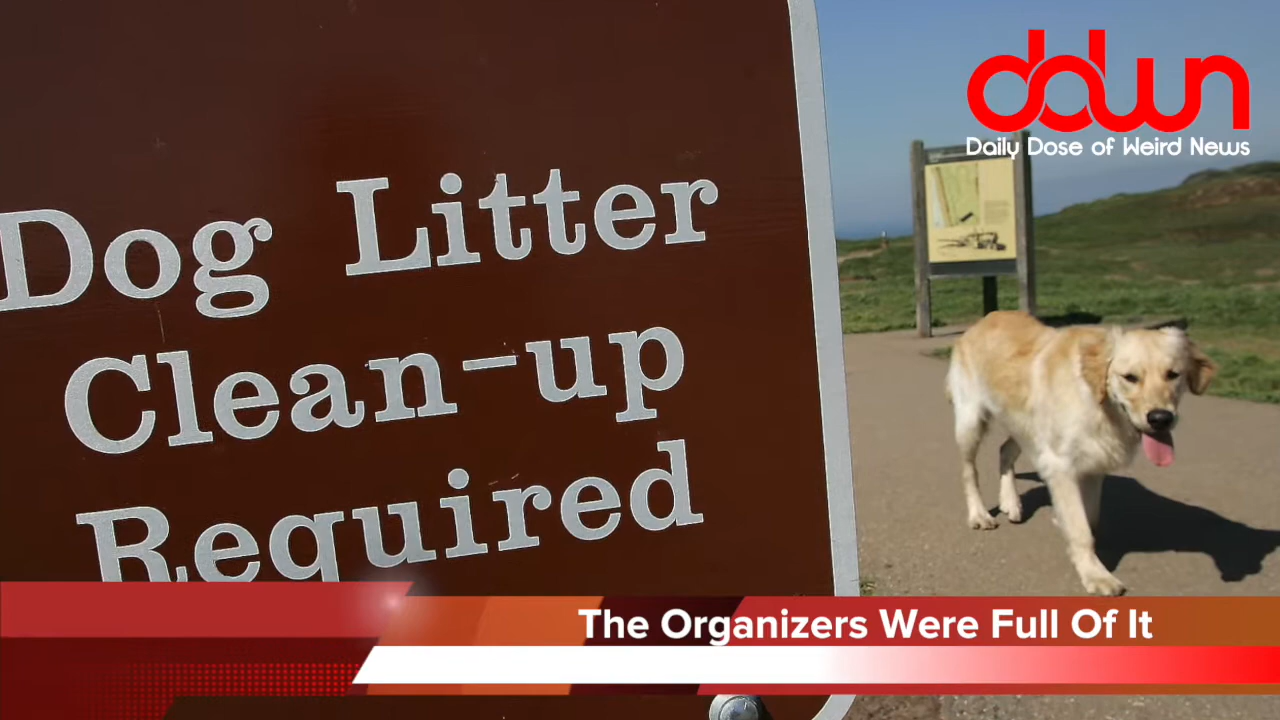 ddwn
Daily Dose of Weird News
Dog Litter
Clean-up
Required
The Organizers Were Full Of It